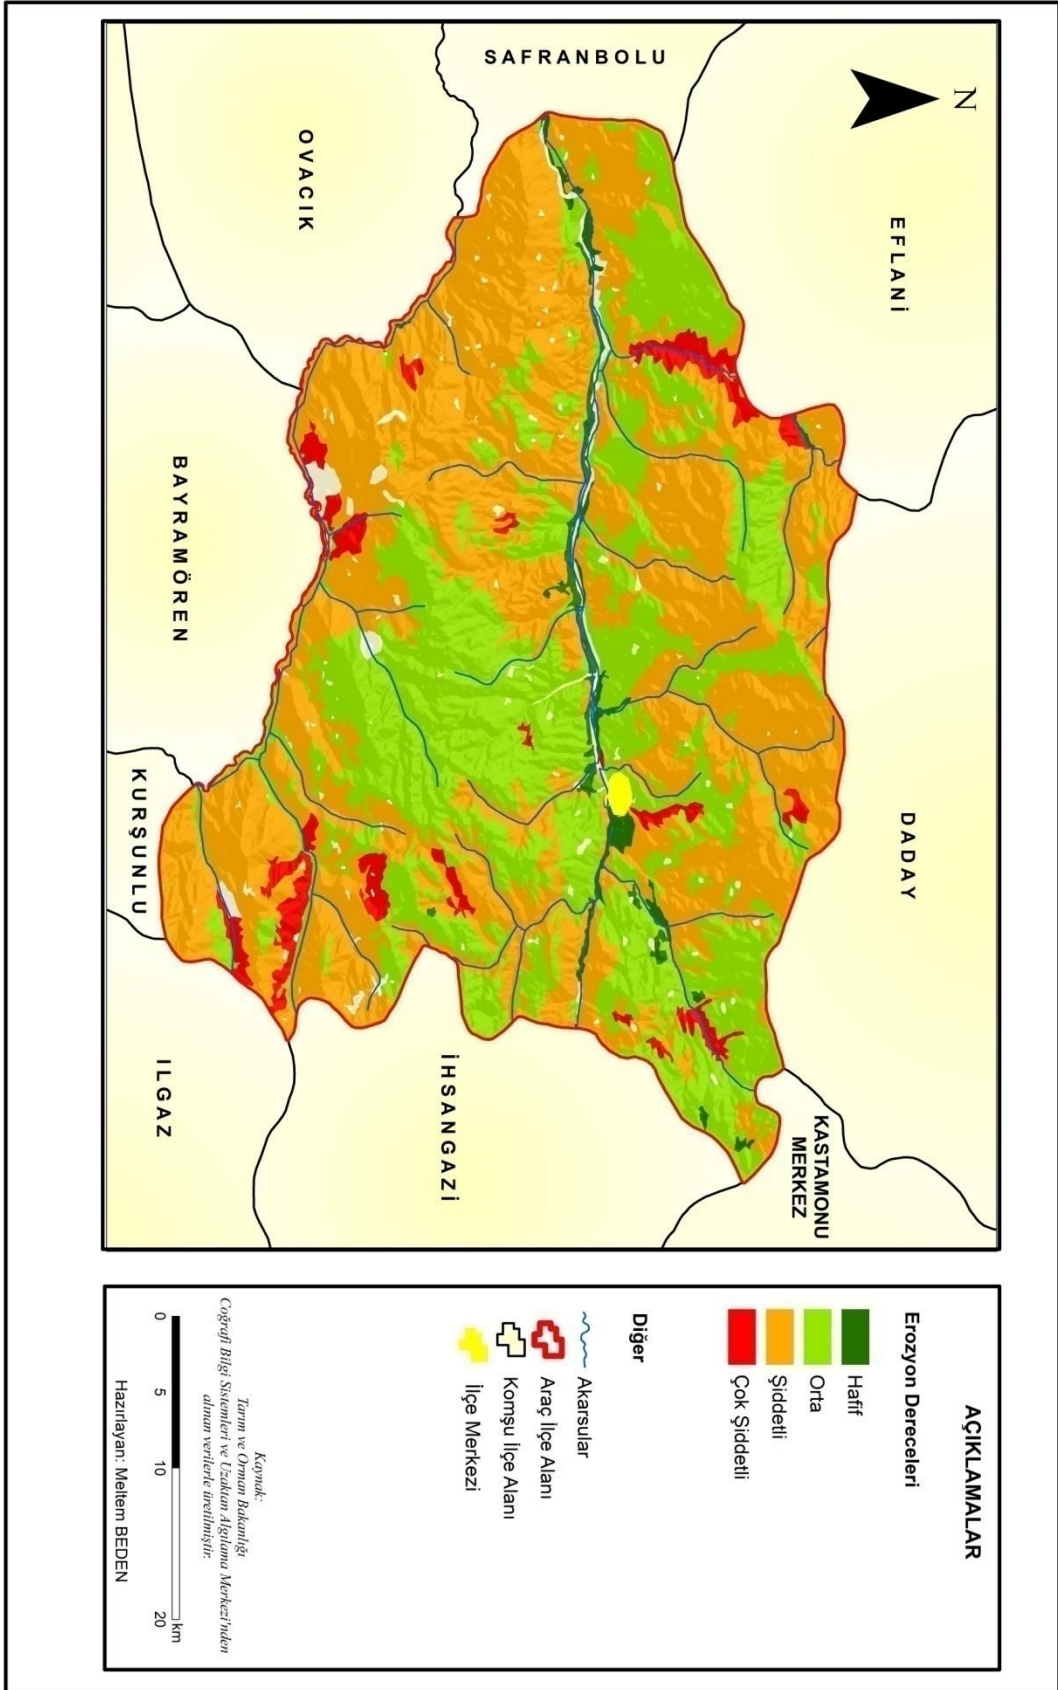 N
SAFRANBOLU
EFLANİ
OVACIK
BAYRAMÖREN
DADAY
KURŞUNLU
ILGAZ
İHSANGAZİ
KASTAMONU
MERKEZ
AÇIKLAMALAR
Erozyon Dereceleri
Hafif
Orta
Şiddetli
Çok Şiddetli
Diğer
Akarsular
Araç İlçe Alanı
Komşu İlçe Alanı
İlçe Merkezi
Kaynak:
Tarım ve Orman Bakanlığı
Coğrafi Bilgi Sistemleri ve Uzaktan Algılama Merkezi'nden
alınan verilerle üretilmiştir.
0 5 10 20
km
Hazırlayan: Meltem BEDEN